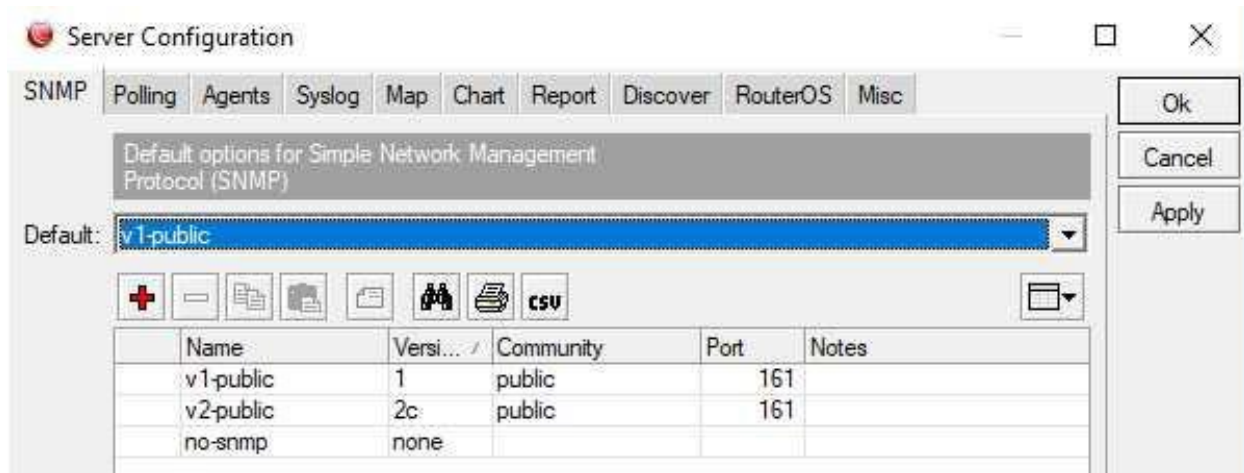 Server Configuration
SNMP Polling Agents Syslog Map Chart Report Discover RouterOS Misc
Ok
Default options for Simple Network Management
Protocol (SNMP)
Cancel
Apply
Default: v1-public
csv
Name Versi... Community Port Notes
v1-public 1 public 161
v2-public 2c public 161
no-snmp none